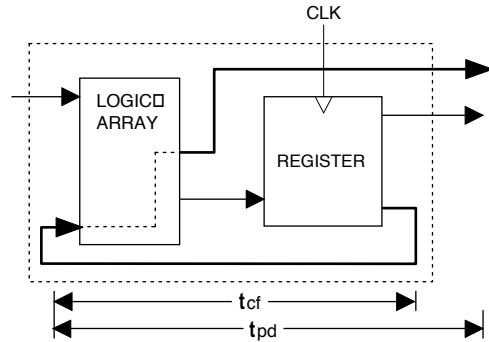 CLK
LOGIC□
ARRAY
REGISTER
tcf
tpd